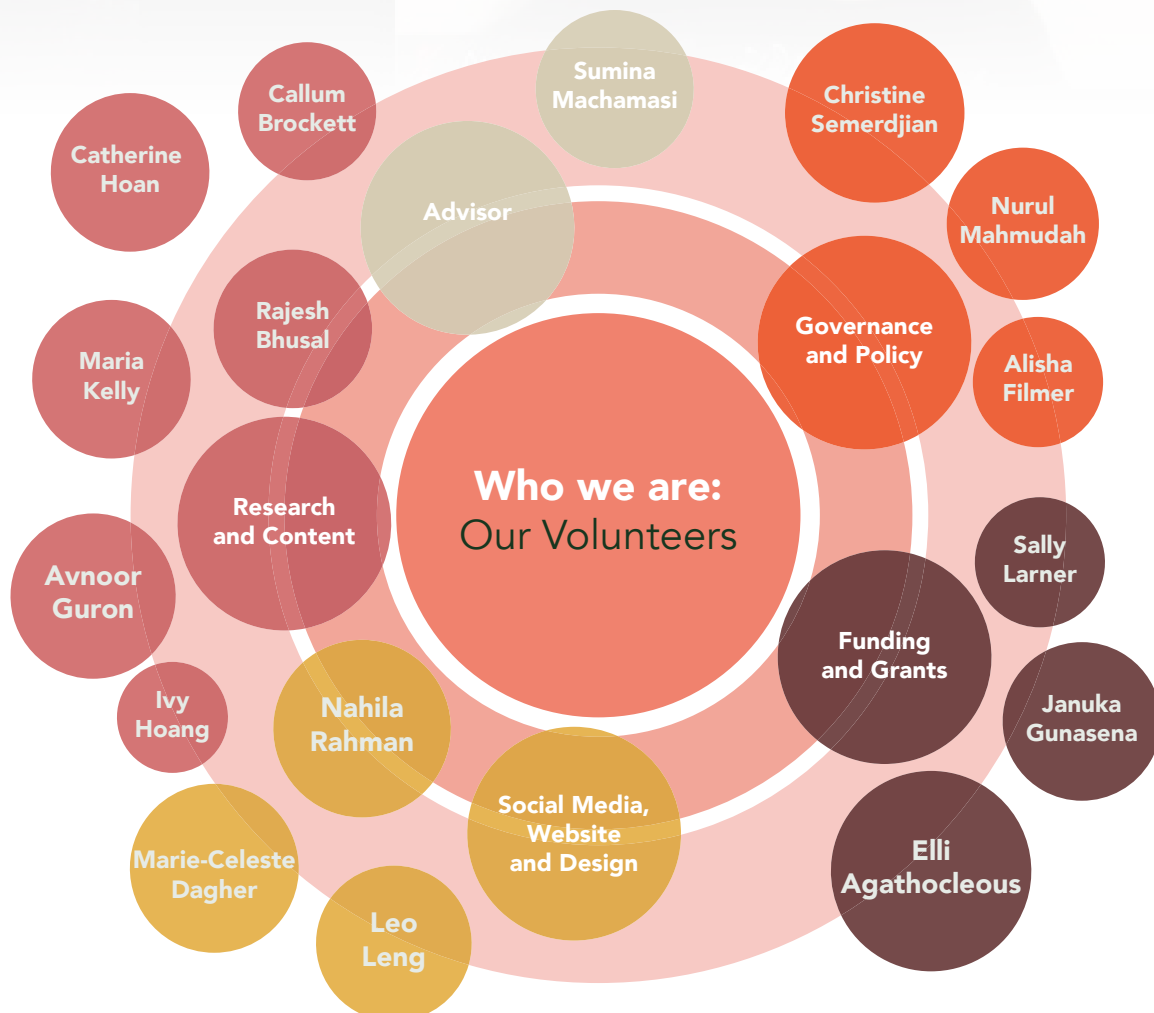 Who we are:
Our Volunteers
Advisor
Sumina
Machamasi
Governance
and Policy
Christine
Semerdjian
Nurul
Mahmudah
Alisha
Filmer
Funding
and Grants
Sally
Larner
Januka
Gunasena
Elli
Agathocleous
Social Media,
Website
and Design
Nahila
Rahman
Marie-Celeste
Dagher
Leo
Leng
Research
and Content
Callum
Brockett
Catherine
Hoan
Rajesh
Bhusal
Maria
Kelly
Avnoor
Guron
Ivy
Hoang